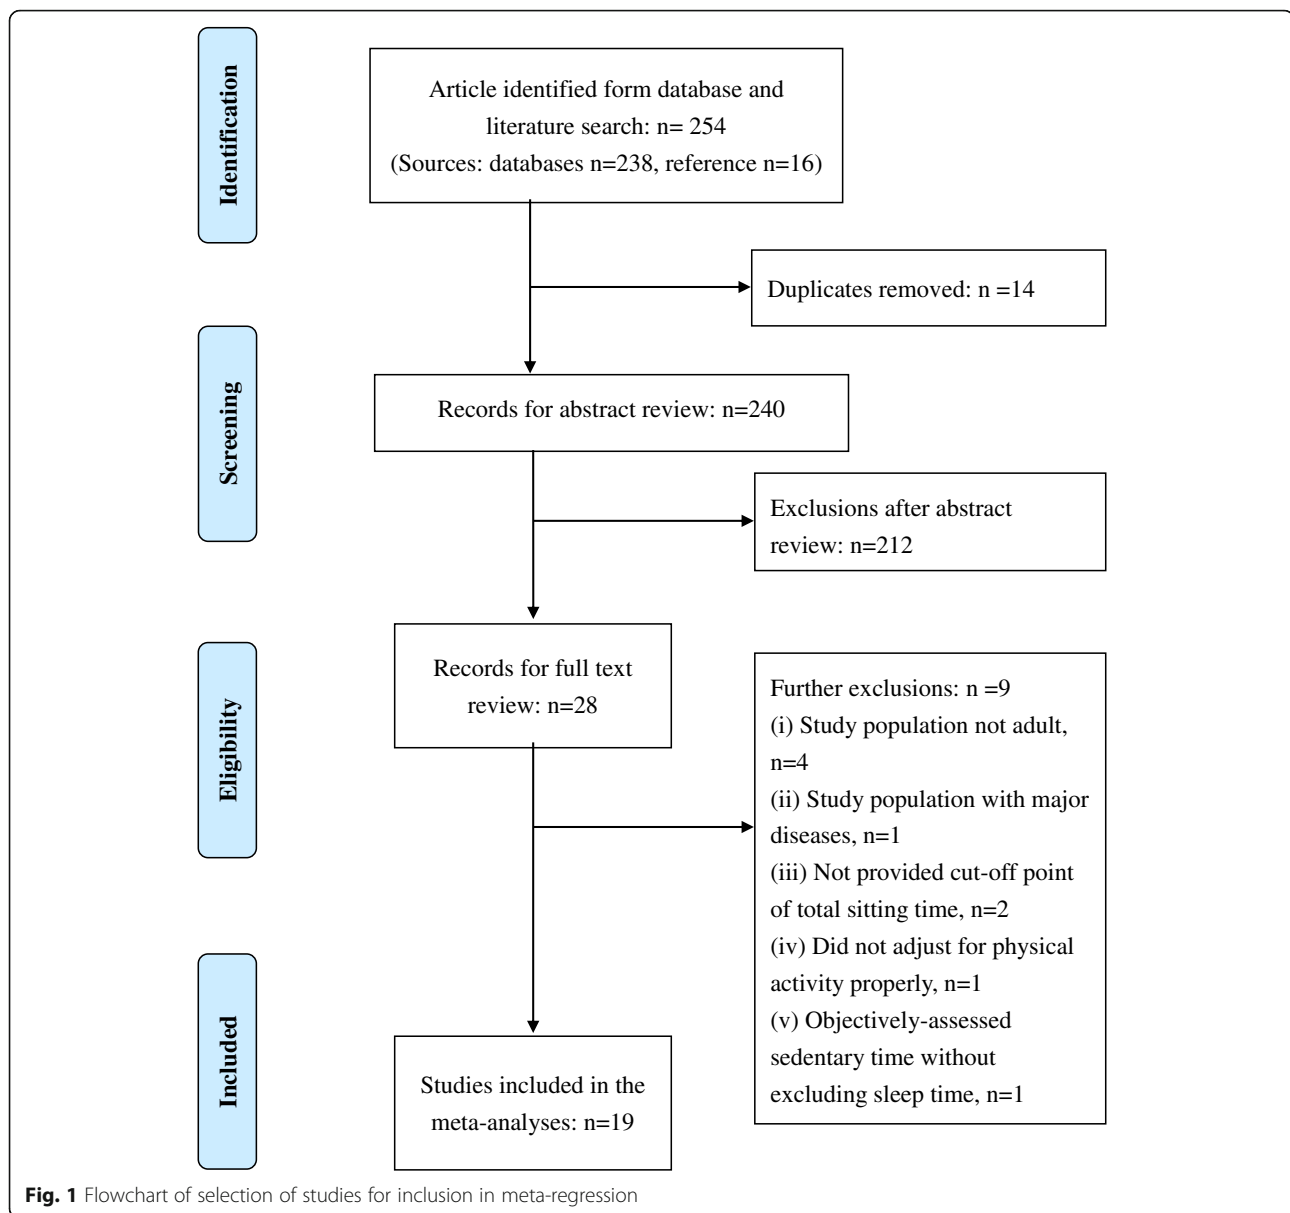 Identification
Article identified form database and
literature search: n= 254
(Sources: databases n=238, reference n=16)
Duplicates removed: n =14
Screening
Records for abstract review: n=240
Exclusions after abstract
review: n=212
Eligibility
Records for full text
review: n=28
Further exclusions: n =9
(i) Study population not adult,
n=4
(ii) Study population with major
diseases, n=1
(iii) Not provided cut-off point
of total sitting time, n=2
(iv) Did not adjust for physical
activity properly, n=1
(v) Objectively-assessed
sedentary time without
excluding sleep time, n=1
Included
Studies included in the
meta-analyses: n=19
Fig. 1 Flowchart of selection of studies for inclusion in meta-regression